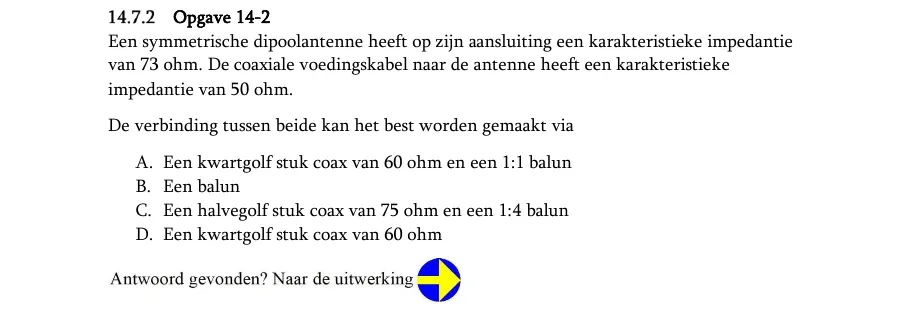 14.7.2 Opgave 14-2
Een symmetrische dipoolantenne heeft op zijn aansluiting een karakteristieke impedantie
van 73 ohm. De coaxiale voedingskabel naar de antenne heeft een karakteristieke
impedantie van 50 ohm.
De verbinding tussen beide kan het best worden gemaakt via
A. Een kwartgolf stuk coax van 60 ohm en een 1:1 balun
B. Een balun
C. Een halvegolf stuk coax van 75 ohm en een 1:4 balun
D. Een kwartgolf stuk coax van 60 ohm
Antwoord gevonden? Naar de uitwerking